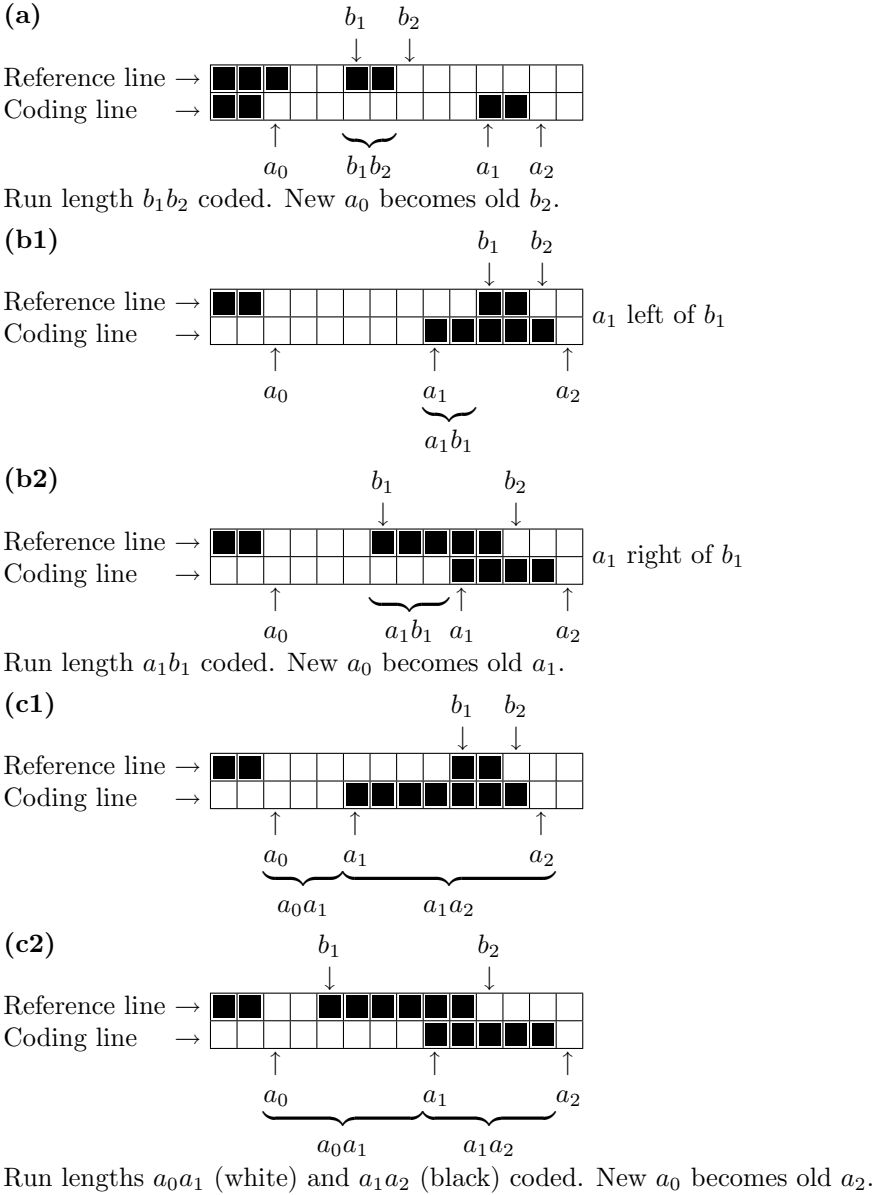 (a)
b₁ b₂
Reference line →
Coding line →
a₀ b₁b₂ a₁ a₂
Run length b₁b₂ coded. New a₀ becomes old b₂.
(b1)
b₁ b₂
Reference line →
a₁ left of b₁
Coding line →
a₀ a₁ a₂
a₁b₁
(b2)
b₁ b₂
Reference line →
a₁ right of b₁
Coding line →
a₀ a₁b₁ a₁ a₂
Run length a₁b₁ coded. New a₀ becomes old a₁.
(c1)
b₁ b₂
Reference line →
Coding line →
a₀ a₁ a₂
a₀a₁ a₁a₂
(c2)
b₁ b₂
Reference line →
Coding line →
a₀ a₁ a₂
a₀a₁ a₁a₂
Run lengths a₀a₁ (white) and a₁a₂ (black) coded. New a₀ becomes old a₂.